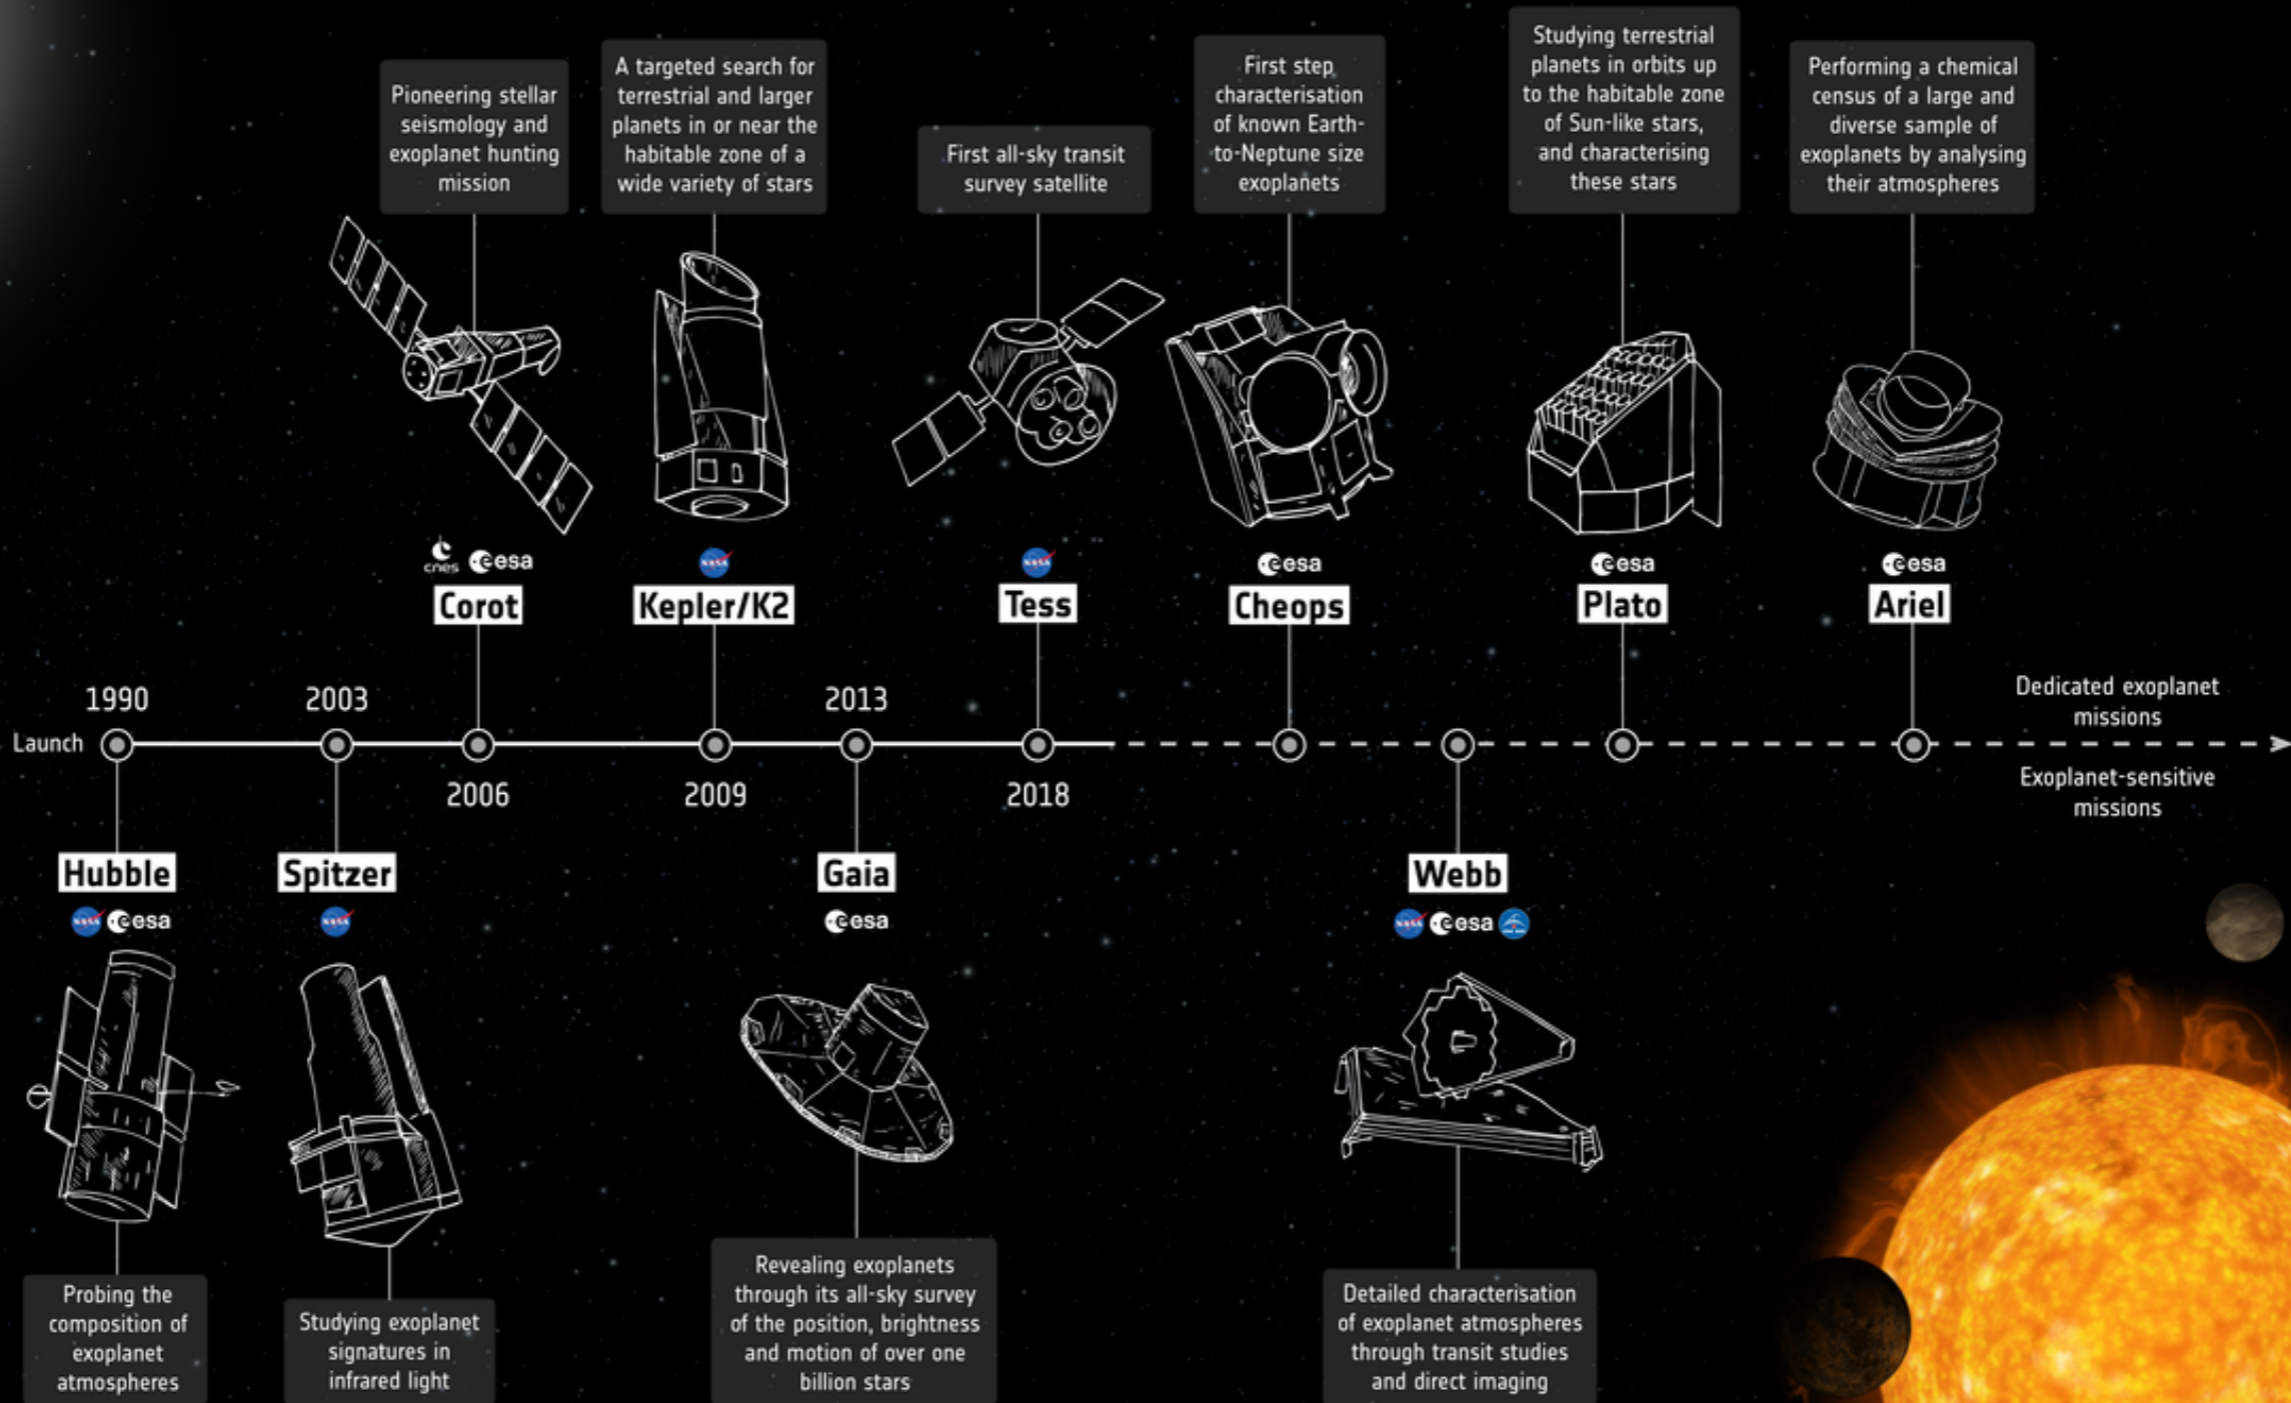 Pioneering stellar
seismology and
exoplanet hunting
mission
A targeted search for
terrestrial and larger
planets in or near the
habitable zone of a
wide variety of stars
First all-sky transit
survey satellite
First step
characterisation
of known Earth-
to-Neptune size
exoplanets
Studying terrestrial
planets in orbits up
to the habitable zone
of Sun-like stars,
and characterising
these stars
Performing a chemical
census of a large and
diverse sample of
exoplanets by analysing
their atmospheres
cnes esa
Corot
NASA
Kepler/K2
NASA
Tess
esa
Cheops
esa
Plato
esa
Ariel
1990
2003
2013
Launch
2006
2009
2018
Dedicated exoplanet
missions
Exoplanet-sensitive
missions
Hubble
NASA esa
Spitzer
NASA
Gaia
esa
Webb
NASA esa
Probing the
composition of
exoplanet
atmospheres
Studying exoplanet
signatures in
infrared light
Revealing exoplanets
through its all-sky survey
of the position, brightness
and motion of over one
billion stars
Detailed characterisation
of exoplanet atmospheres
through transit studies
and direct imaging